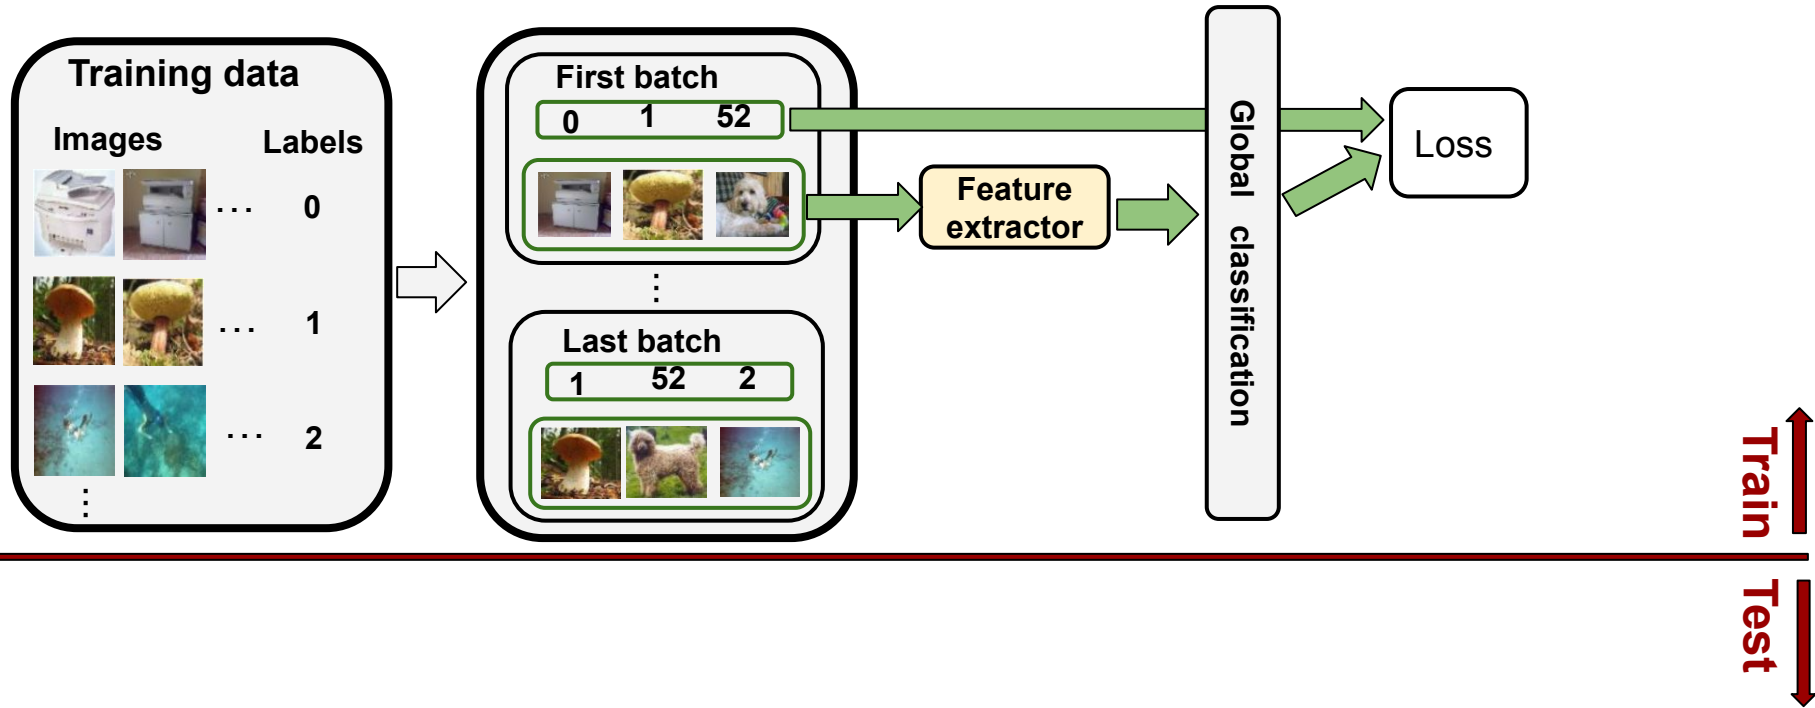 Training data
Images
Labels
... 0
... 1
... 2
...
First batch
0 1 52
...
Last batch
1 52 2
Feature
extractor
Global classification
Loss
Train
Test